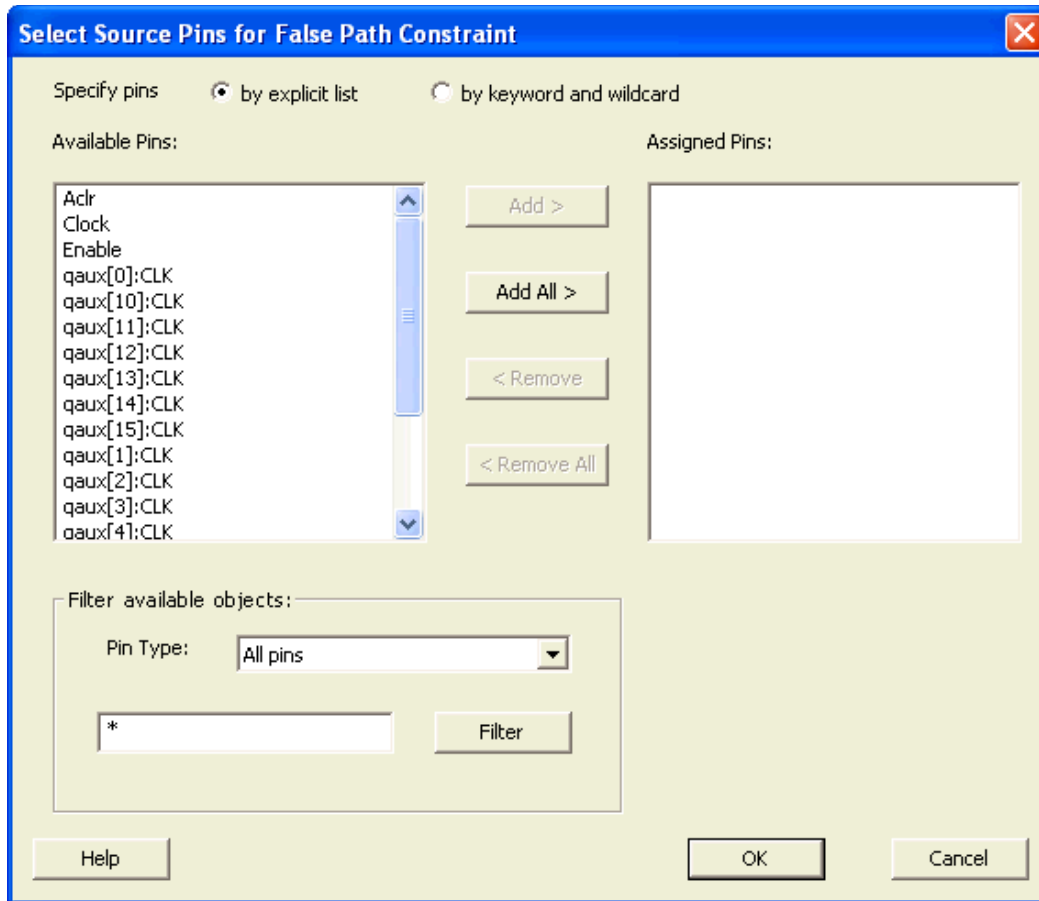 Select Source Pins for False Path Constraint
Specify pins by explicit list by keyword and wildcard
Available Pins: Assigned Pins:
Aclr
Clock
Enable
qaux[0]:CLK
qaux[10]:CLK
qaux[11]:CLK
qaux[12]:CLK
qaux[13]:CLK
qaux[14]:CLK
qaux[15]:CLK
qaux[1]:CLK
qaux[2]:CLK
qaux[3]:CLK
qaux[4]:CLK
Add >
Add All >
< Remove
< Remove All
Filter available objects:
Pin Type: All pins
* Filter
Help OK Cancel